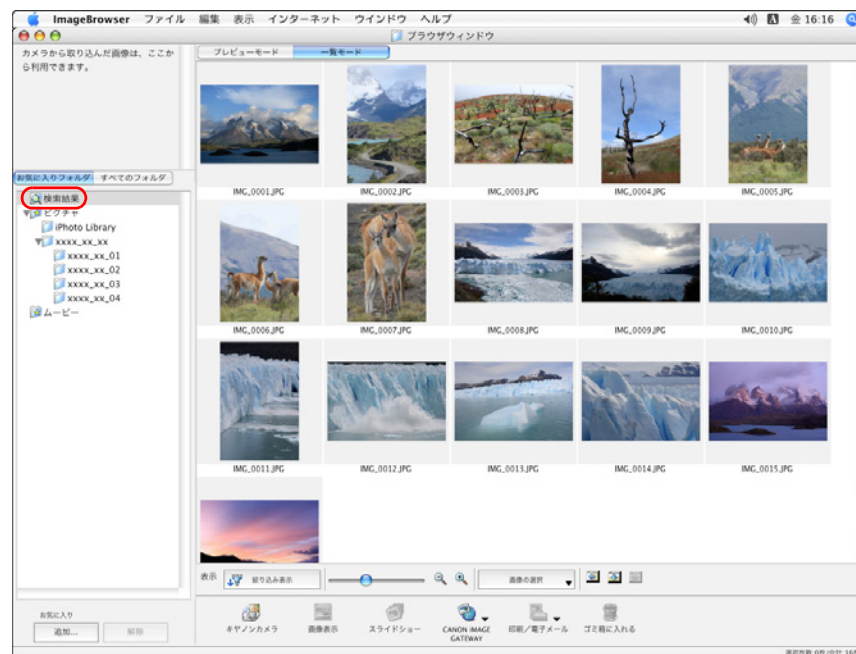 ImageBrowser ファイル 編集 表示 インターネット ウインドウ ヘルプ 金 16:16
ブラウザウィンドウ
カメラから取り込んだ画像は、ここか
ら利用できます。
プレビューモード 一覧モード
お気に入りフォルダ すべてのフォルダ
検索結果
ピクチャ
iPhoto Library
xxxx_xx_xx
xxxx_xx_01
xxxx_xx_02
xxxx_xx_03
xxxx_xx_04
ムービー
IMG_0001.JPG IMG_0002.JPG IMG_0003.JPG IMG_0004.JPG IMG_0005.JPG
IMG_0006.JPG IMG_0007.JPG IMG_0008.JPG IMG_0009.JPG IMG_0010.JPG
IMG_0011.JPG IMG_0012.JPG IMG_0013.JPG IMG_0014.JPG IMG_0015.JPG
表示 絞り込み表示 画像の選択
お気に入り
追加... 解除
キヤノンカメラ 画像表示 スライドショー CANON iMAGE GATEWAY 印刷／電子メール ゴミ箱に入れる